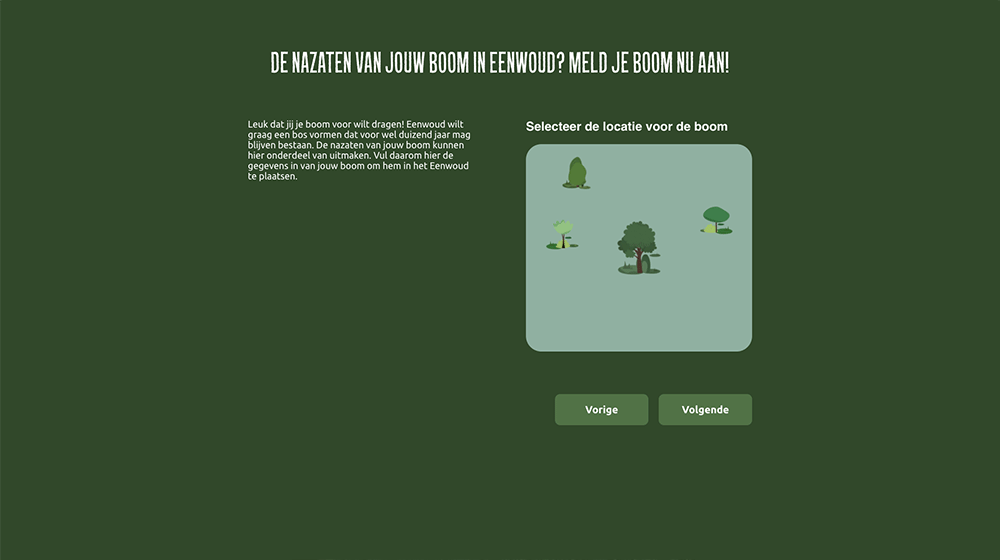 DE NAZATEN VAN JOUW BOOM IN EENWOUD? MELD JE BOOM NU AAN!
Leuk dat jij je boom voor wilt dragen! Eenwoud wilt
graag een bos vormen dat voor wel duizend jaar mag
blijven bestaan. De nazaten van jouw boom kunnen
hier onderdeel van uitmaken. Vul daarom hier de
gegevens in van jouw boom om hem in het Eenwoud
te plaatsen.
Selecteer de locatie voor de boom
Vorige
Volgende